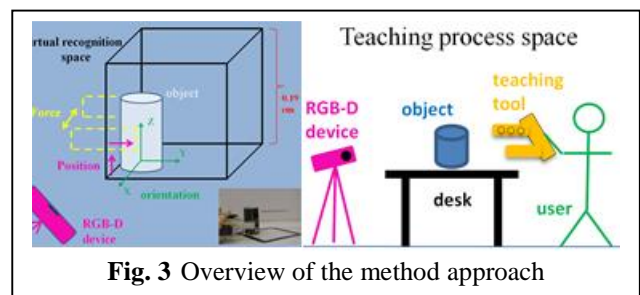 rtual recognition
space
object
Force
Position
Z
Y
X
orientation
RGB-D
device
Teaching process space
teaching
tool
object
RGB-D
device
desk
user
Fig. 3 Overview of the method approach